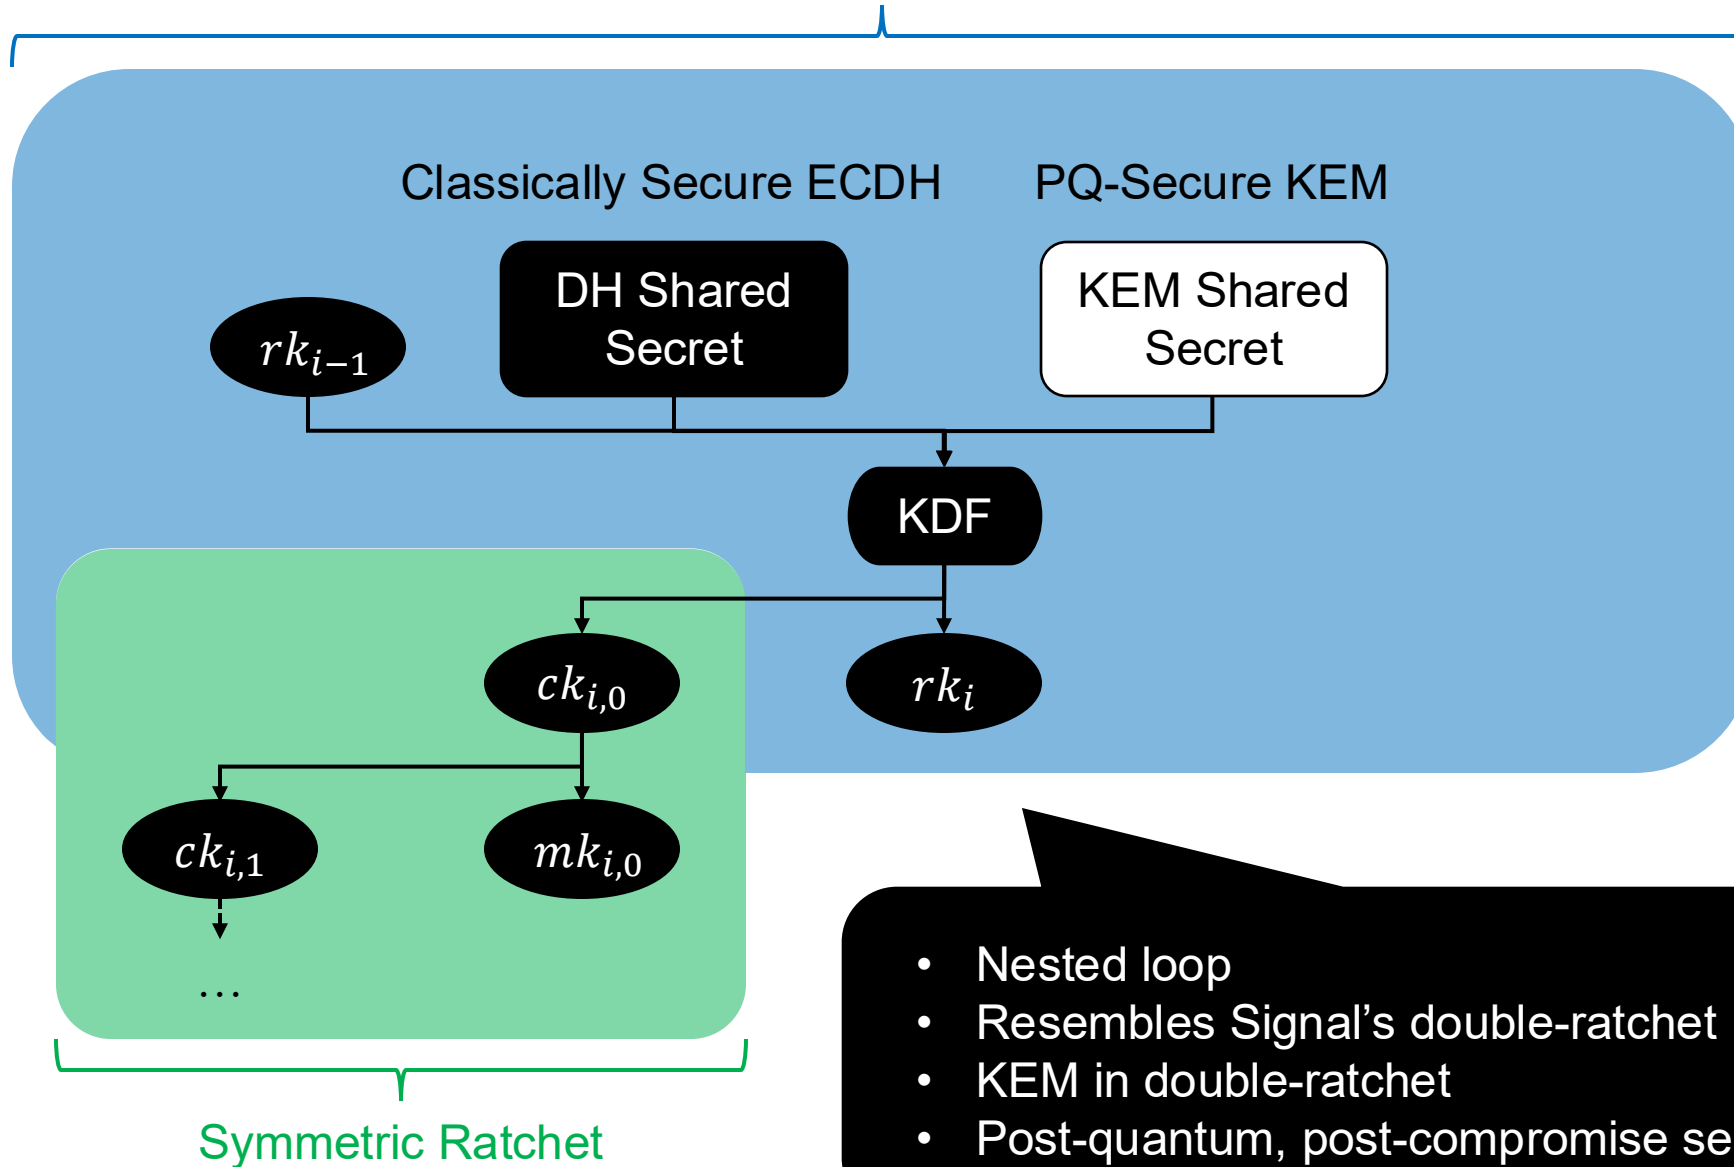 Classically Secure ECDH
PQ-Secure KEM
DH Shared
Secret
KEM Shared
Secret
rk_{i−1}
KDF
ck_{i,0}
rk_i
ck_{i,1}
mk_{i,0}
…
Symmetric Ratchet
• Nested loop
• Resembles Signal’s double-ratchet
• KEM in double-ratchet
• Post-quantum, post-compromise se